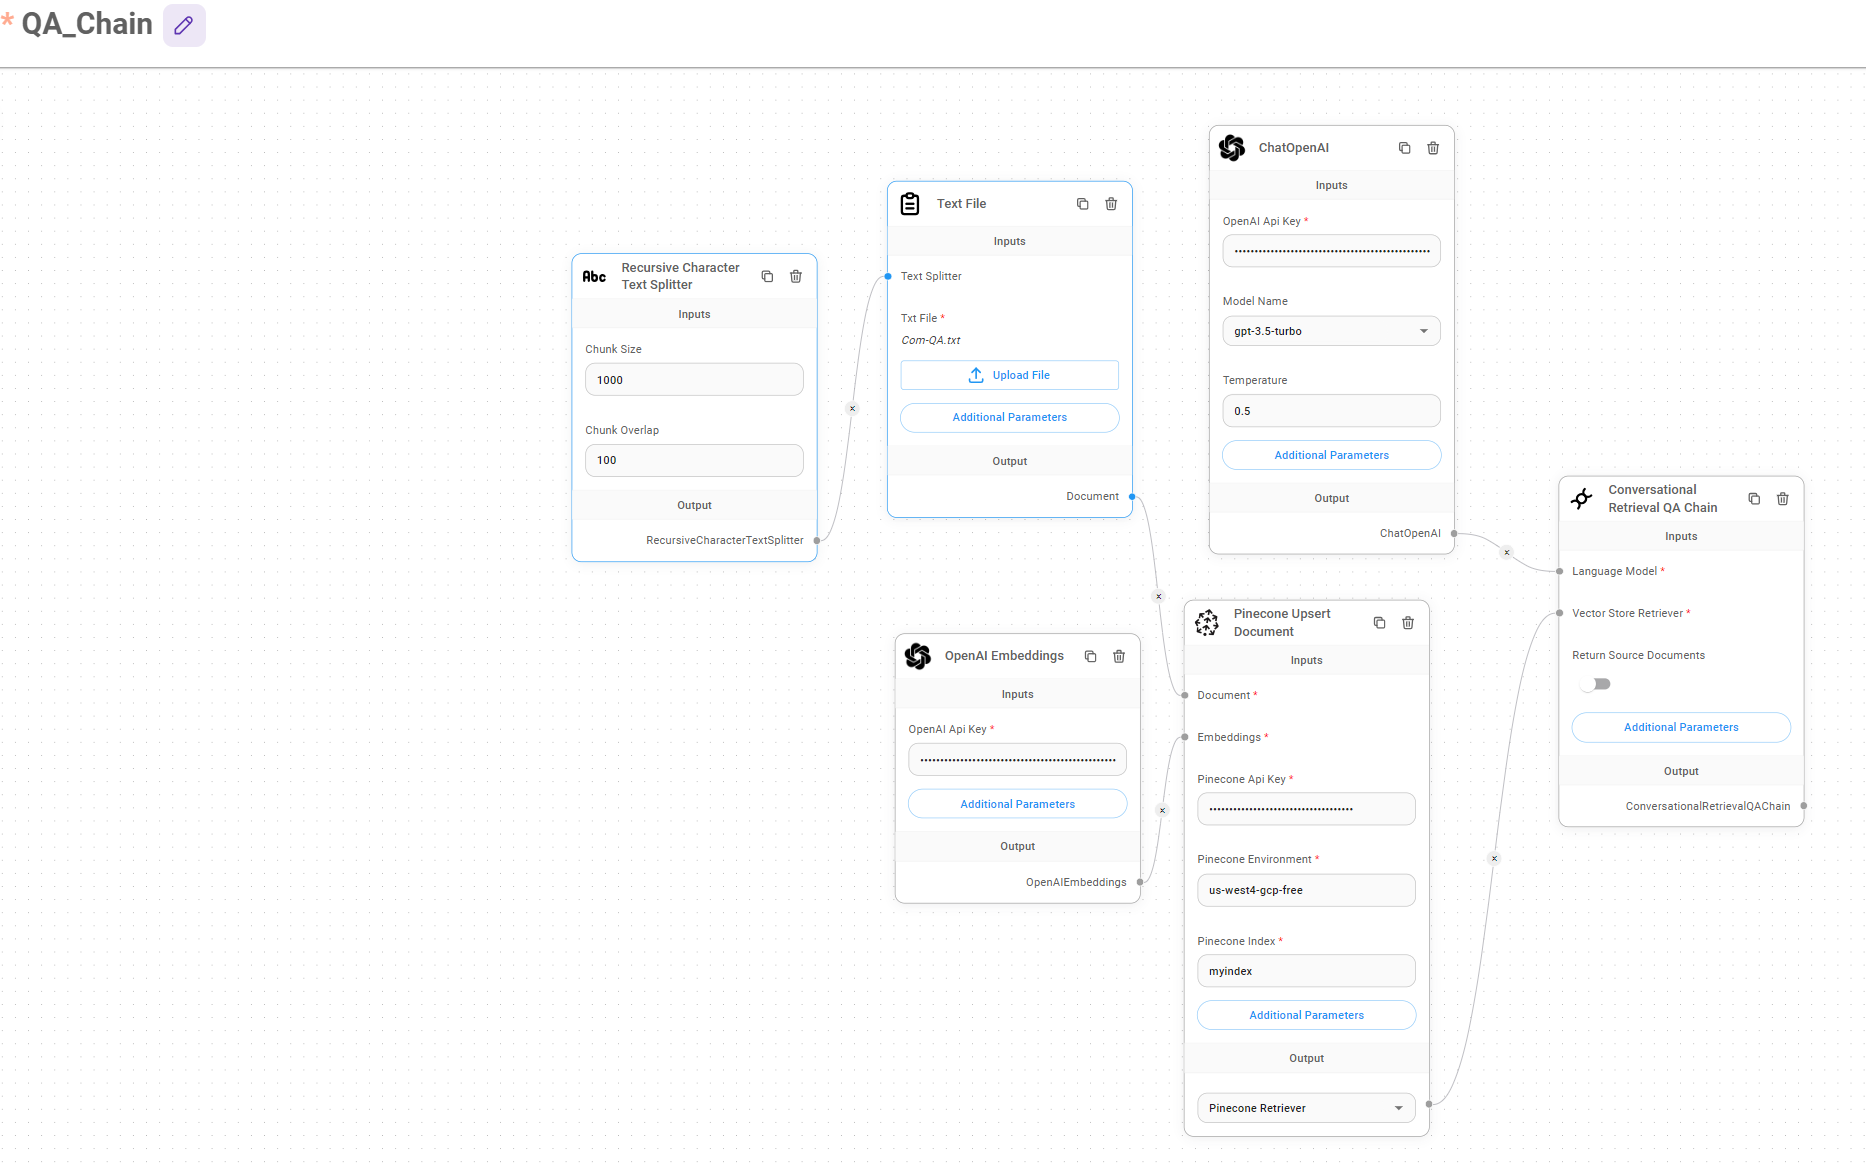 * QA_Chain
Abc
Recursive Character
Text Splitter
Inputs
Chunk Size
1000
Chunk Overlap
100
Output
RecursiveCharacterTextSplitter
Text File
Inputs
Text Splitter
Txt File *
Com-QA.txt
Upload File
Additional Parameters
Output
Document
OpenAI Embeddings
Inputs
OpenAI Api Key *
Additional Parameters
Output
OpenAIEmbeddings
ChatOpenAI
Inputs
OpenAI Api Key *
Model Name
gpt-3.5-turbo
Temperature
0.5
Additional Parameters
Output
ChatOpenAI
Pinecone Upsert
Document
Inputs
Document *
Embeddings *
Pinecone Api Key *
Pinecone Environment *
us-west4-gcp-free
Pinecone Index *
myindex
Additional Parameters
Output
Pinecone Retriever
Conversational
Retrieval QA Chain
Inputs
Language Model *
Vector Store Retriever *
Return Source Documents
Additional Parameters
Output
ConversationalRetrievalQAChain